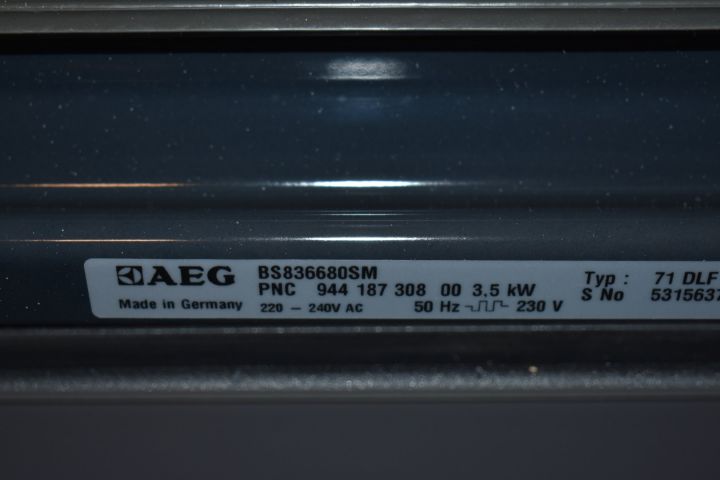 AEG BS836680SM
PNC 944 187 308 00 3.5 kW
Made in Germany 220 – 240V AC 50 Hz 230 V
Typ : 71 DLF
S No 5315637